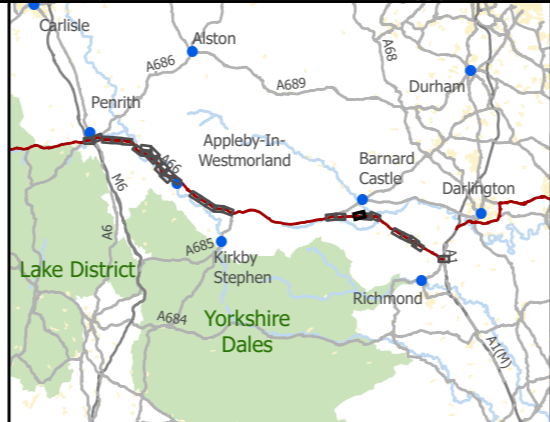 Carlisle
Alston
A686
A68
A689
Durham
Penrith
Appleby-In-
Westmorland
A66
Barnard
Castle
Darlington
M6
A6
A685
Kirkby
Stephen
A1
Lake District
Richmond
A684
Yorkshire
Dales
A1(M)